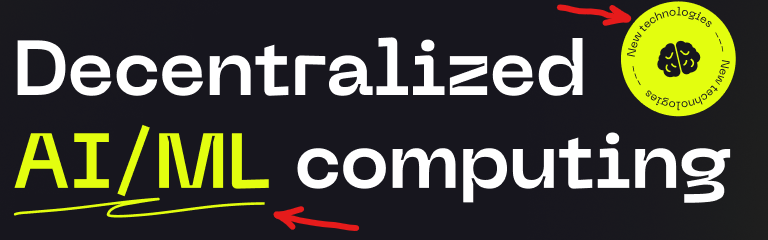 Decentralized
AI/ML computing
New technologies --- New technologies ---